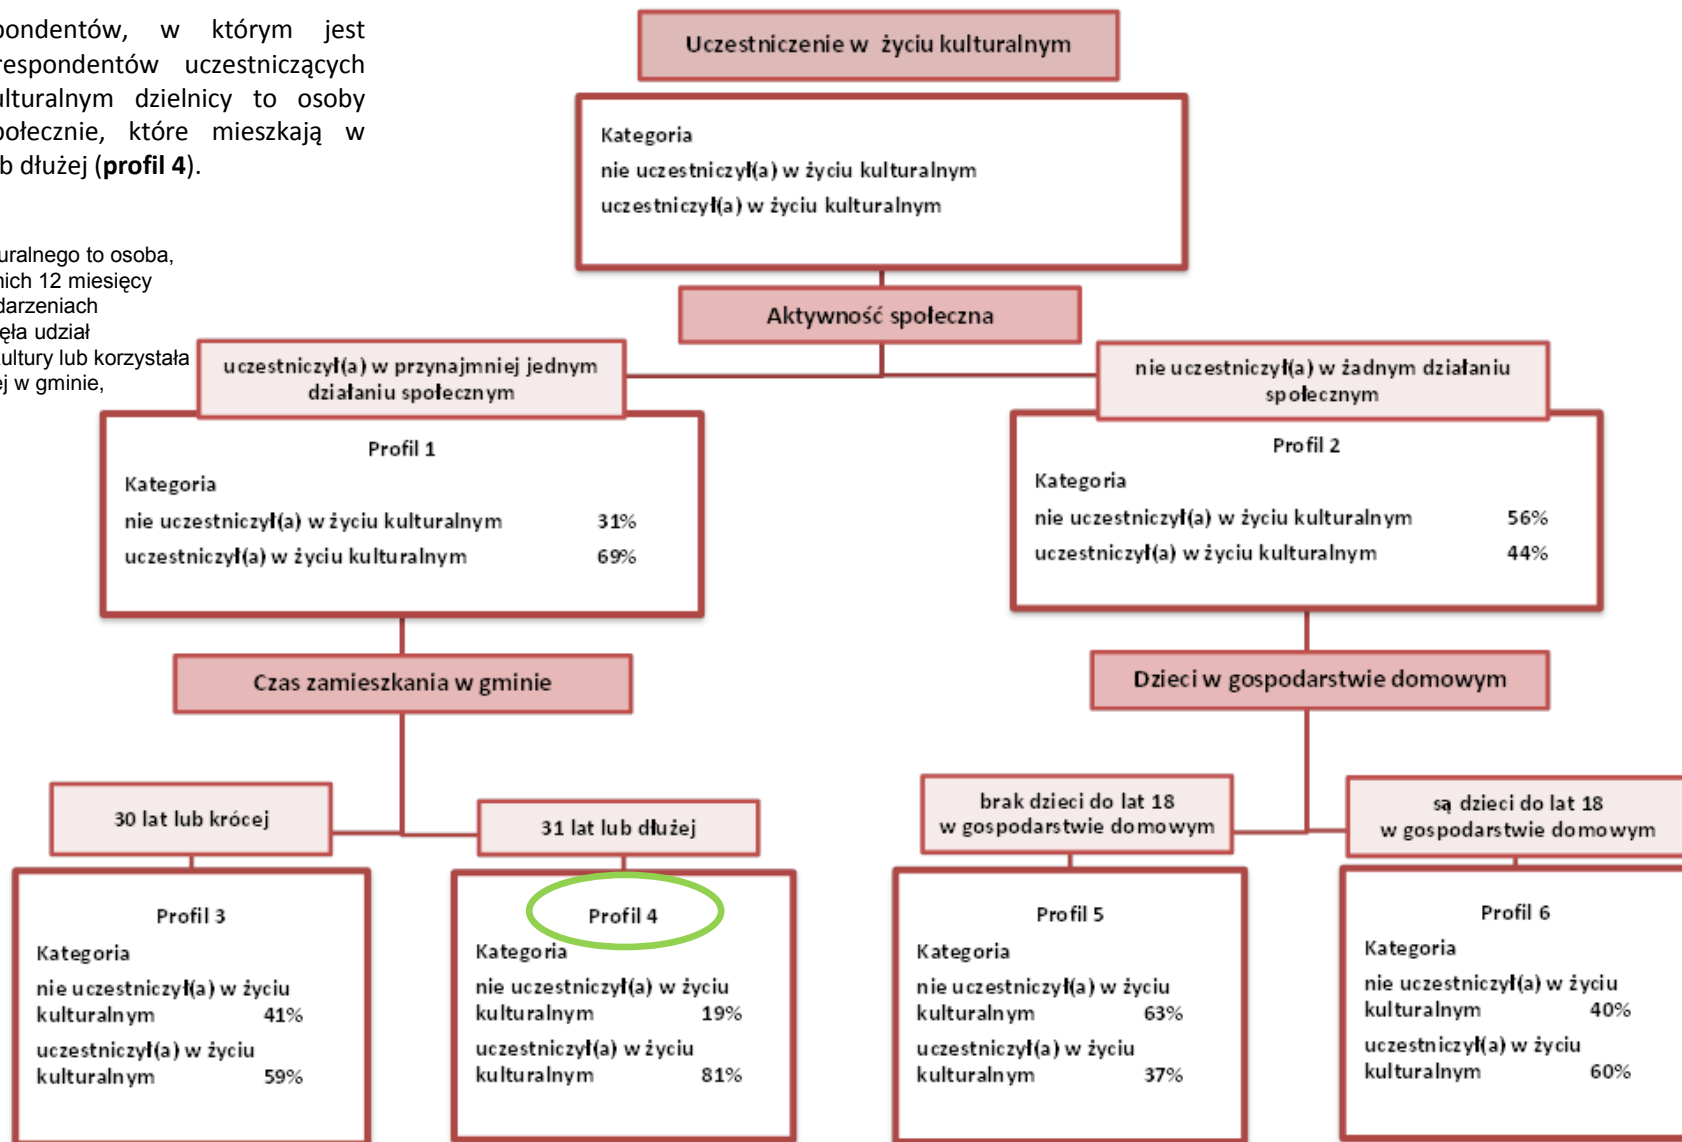 pondentów, w którym jest
respondentów uczestniczących
ulturalnym dzielnicy to osoby
połecznie, które mieszkają w
b dłużej (profil 4).
uralnego to osoba,
nich 12 miesięcy
darzeniach
ęła udział
kultury lub korzystała
ej w gminie,
Uczestniczenie w życiu kulturalnym
Kategoria
nie uczestniczył(a) w życiu kulturalnym
uczestniczył(a) w życiu kulturalnym
Aktywność społeczna
uczestniczył(a) w przynajmniej jednym
działaniu społecznym
nie uczestniczył(a) w żadnym działaniu
społecznym
Profil 1
Kategoria
nie uczestniczył(a) w życiu kulturalnym 31%
uczestniczył(a) w życiu kulturalnym 69%
Profil 2
Kategoria
nie uczestniczył(a) w życiu kulturalnym 56%
uczestniczył(a) w życiu kulturalnym 44%
Czas zamieszkania w gminie
Dzieci w gospodarstwie domowym
30 lat lub krócej
31 lat lub dłużej
brak dzieci do lat 18
w gospodarstwie domowym
są dzieci do lat 18
w gospodarstwie domowym
Profil 3
Kategoria
nie uczestniczył(a) w życiu
kulturalnym 41%
uczestniczył(a) w życiu
kulturalnym 59%
Profil 4
Kategoria
nie uczestniczył(a) w życiu
kulturalnym 19%
uczestniczył(a) w życiu
kulturalnym 81%
Profil 5
Kategoria
nie uczestniczył(a) w życiu
kulturalnym 63%
uczestniczył(a) w życiu
kulturalnym 37%
Profil 6
Kategoria
nie uczestniczył(a) w życiu
kulturalnym 40%
uczestniczył(a) w życiu
kulturalnym 60%